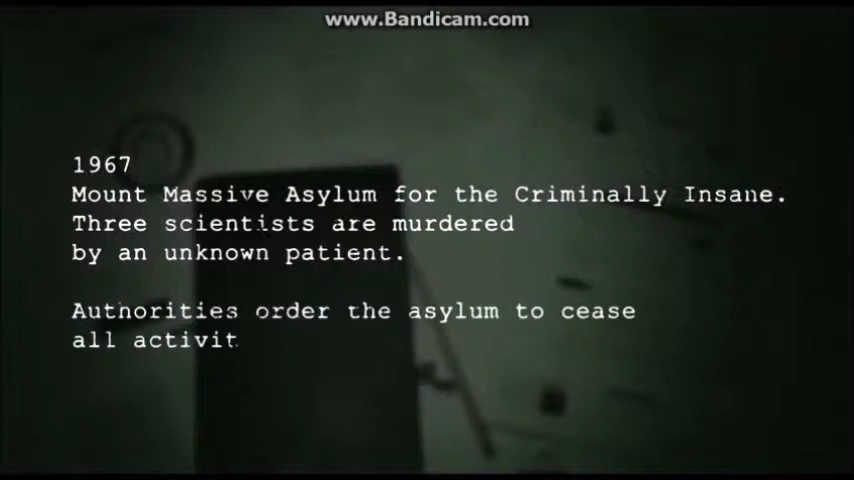 www.Bandicam.com
1967
Mount Massive Asylum for the Criminally Insane.
Three scientists are murdered
by an unknown patient.
Authorities order the asylum to cease
all activit